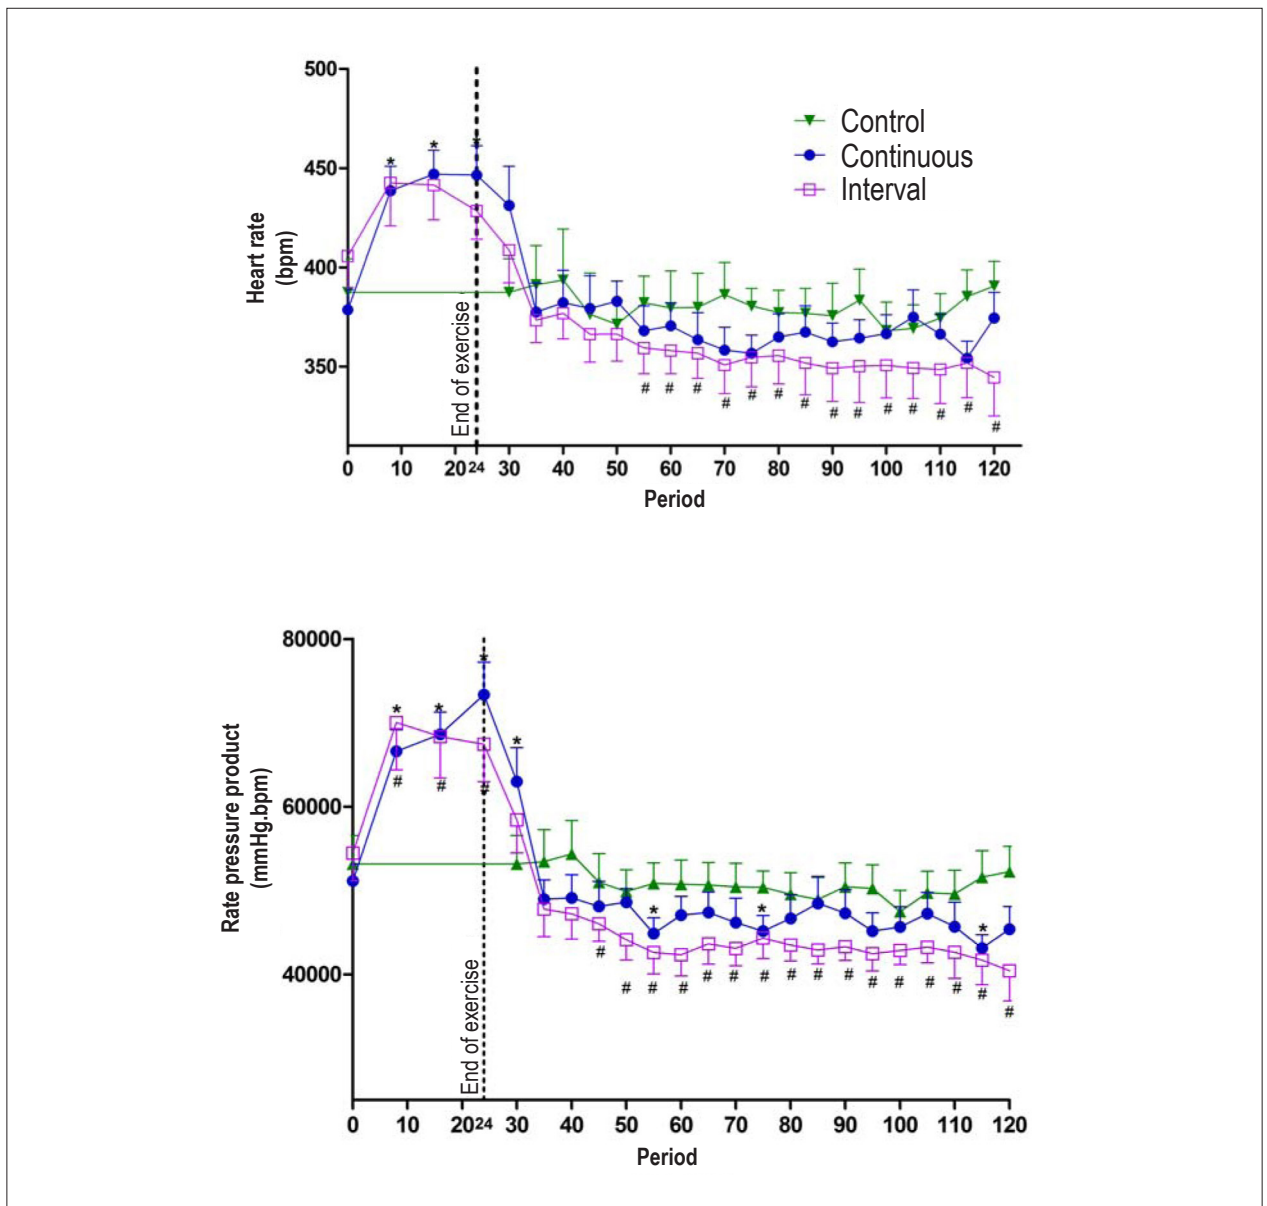 500
450
400
350
Heart rate
(bpm)
Control
Continuous
Interval
* * *
End of exercise
# # # # # # # # # # # # # #
0 10 20 24 30 40 50 60 70 80 90 100 110 120
Period
80000
60000
40000
Rate pressure product
(mmHg.bpm)
* * * * * * *
# # # # # # # # # # # # # # # # # # #
End of exercise
0 10 20 24 30 40 50 60 70 80 90 100 110 120
Period